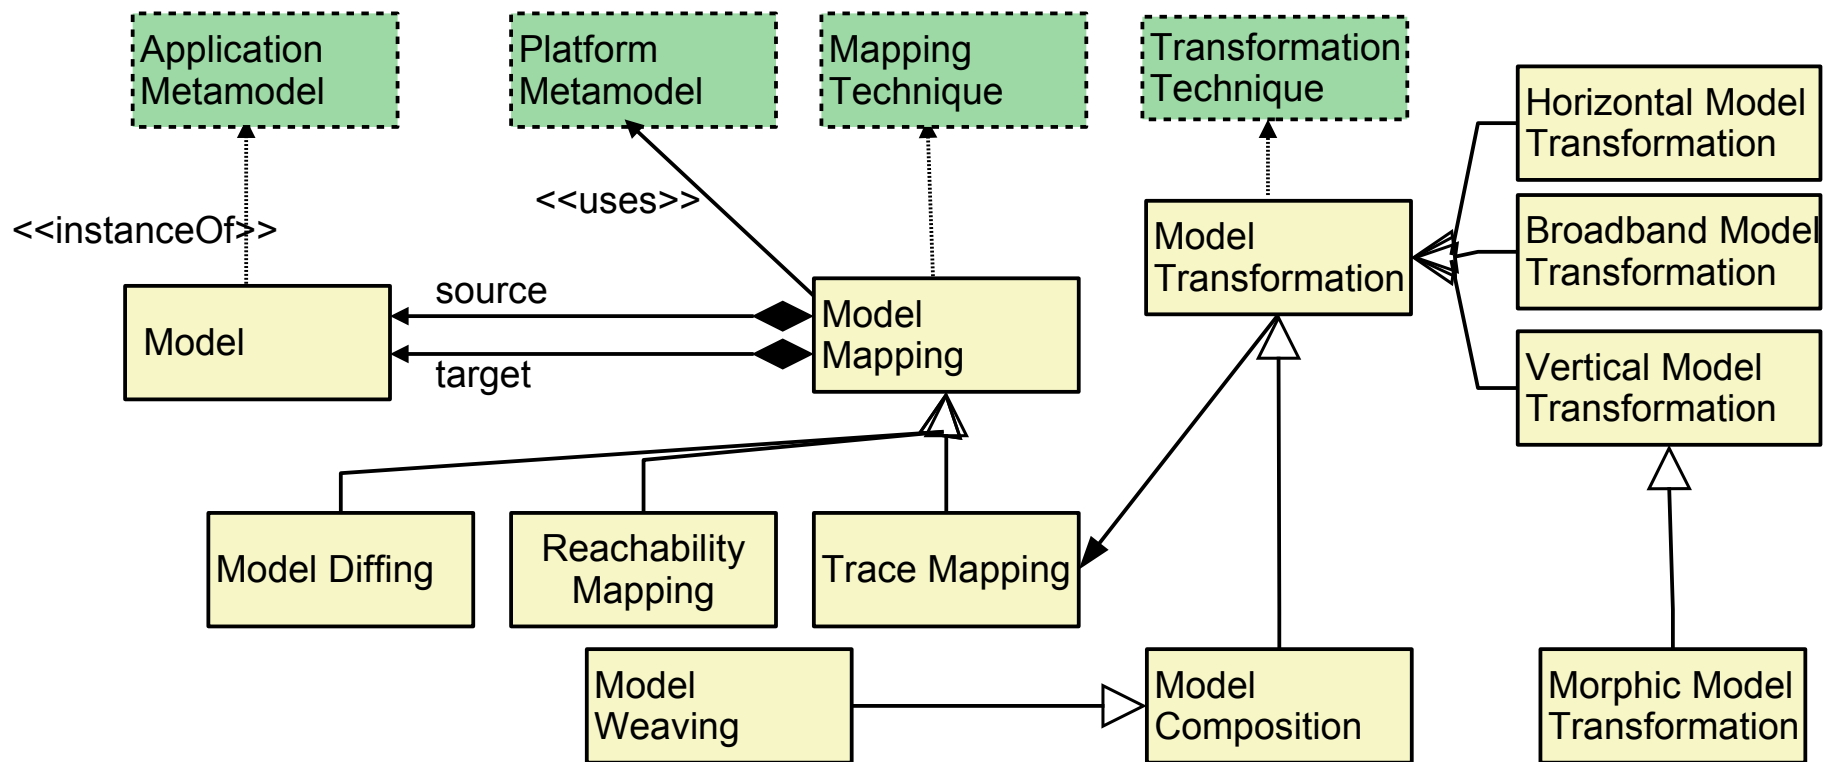 Application
Metamodel
Platform
Metamodel
Mapping
Technique
Transformation
Technique
Horizontal Model
Transformation
<<uses>>
<<instanceOf>>
Model
Transformation
Broadband Model
Transformation
Model
source
target
Model
Mapping
Vertical Model
Transformation
Model Diffing
Reachability
Mapping
Trace Mapping
Model
Weaving
Model
Composition
Morphic Model
Transformation